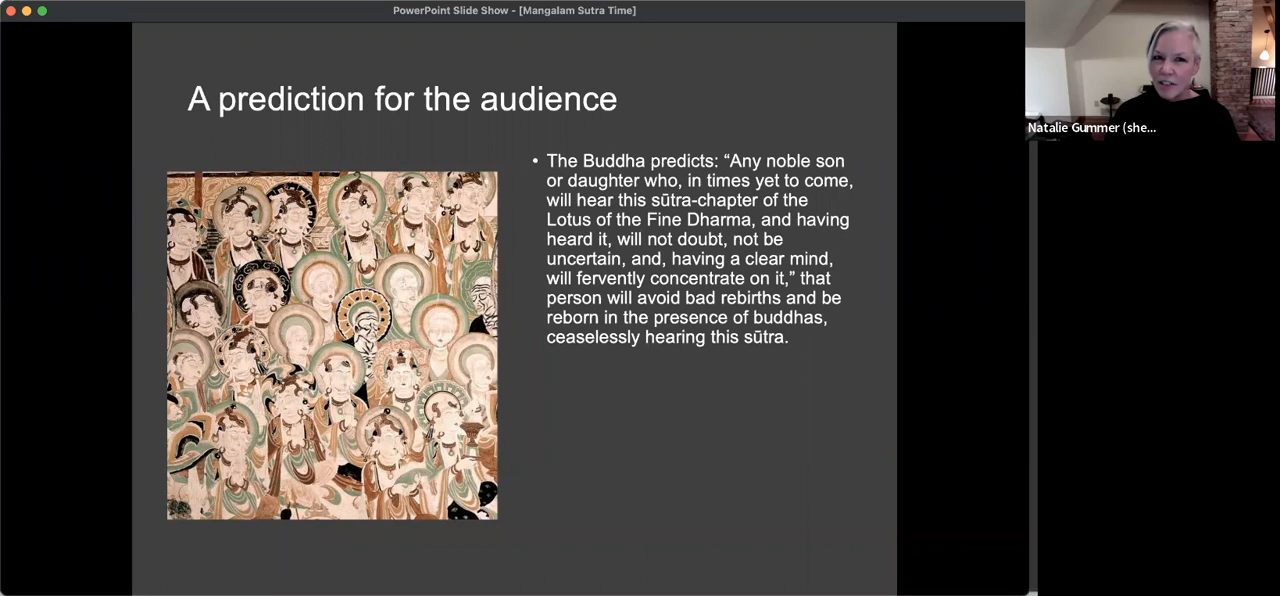 PowerPoint Slide Show - [Mangalam Sutra Time]
A prediction for the audience
• The Buddha predicts: “Any noble son
or daughter who, in times yet to come,
will hear this sūtra-chapter of the
Lotus of the Fine Dharma, and having
heard it, will not doubt, not be
uncertain, and, having a clear mind,
will fervently concentrate on it,” that
person will avoid bad rebirths and be
reborn in the presence of buddhas,
ceaselessly hearing this sūtra.
Natalie Gummer (she...